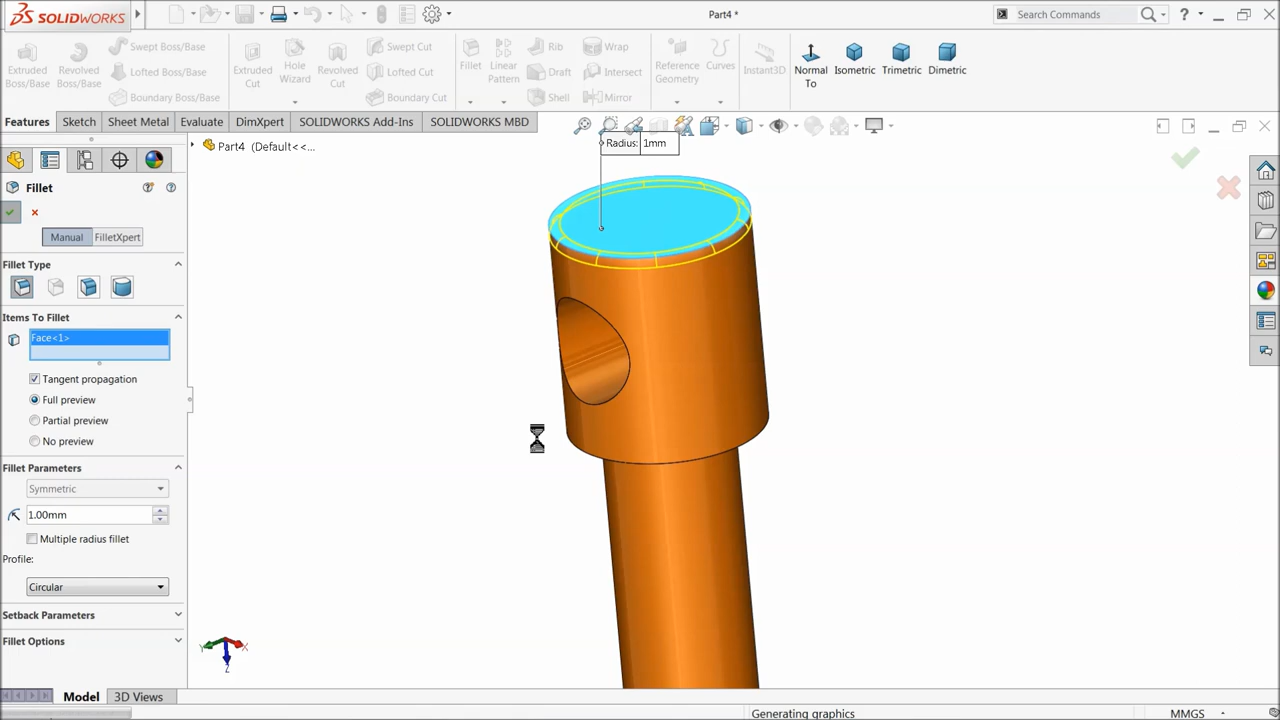 SOLIDWORKS
Part4 *
Search Commands
?
Extruded Boss/Base
Revolved Boss/Base
Swept Boss/Base
Lofted Boss/Base
Boundary Boss/Base
Extruded Cut
Hole Wizard
Revolved Cut
Swept Cut
Lofted Cut
Boundary Cut
Fillet
Linear Pattern
Rib
Draft
Shell
Wrap
Intersect
Mirror
Reference Geometry
Curves
Instant3D
Normal To
Isometric
Trimetric
Dimetric
Features
Sketch
Sheet Metal
Evaluate
DimXpert
SOLIDWORKS Add-Ins
SOLIDWORKS MBD
Part4 (Default<<...
Radius: 1mm
Fillet
Manual
FilletXpert
Fillet Type
Items To Fillet
Face<1>
Tangent propagation
Full preview
Partial preview
No preview
Fillet Parameters
Symmetric
1.00mm
Multiple radius fillet
Profile:
Circular
Setback Parameters
Fillet Options
Y
X
Z
Model
3D Views
Generating graphics
MMGS